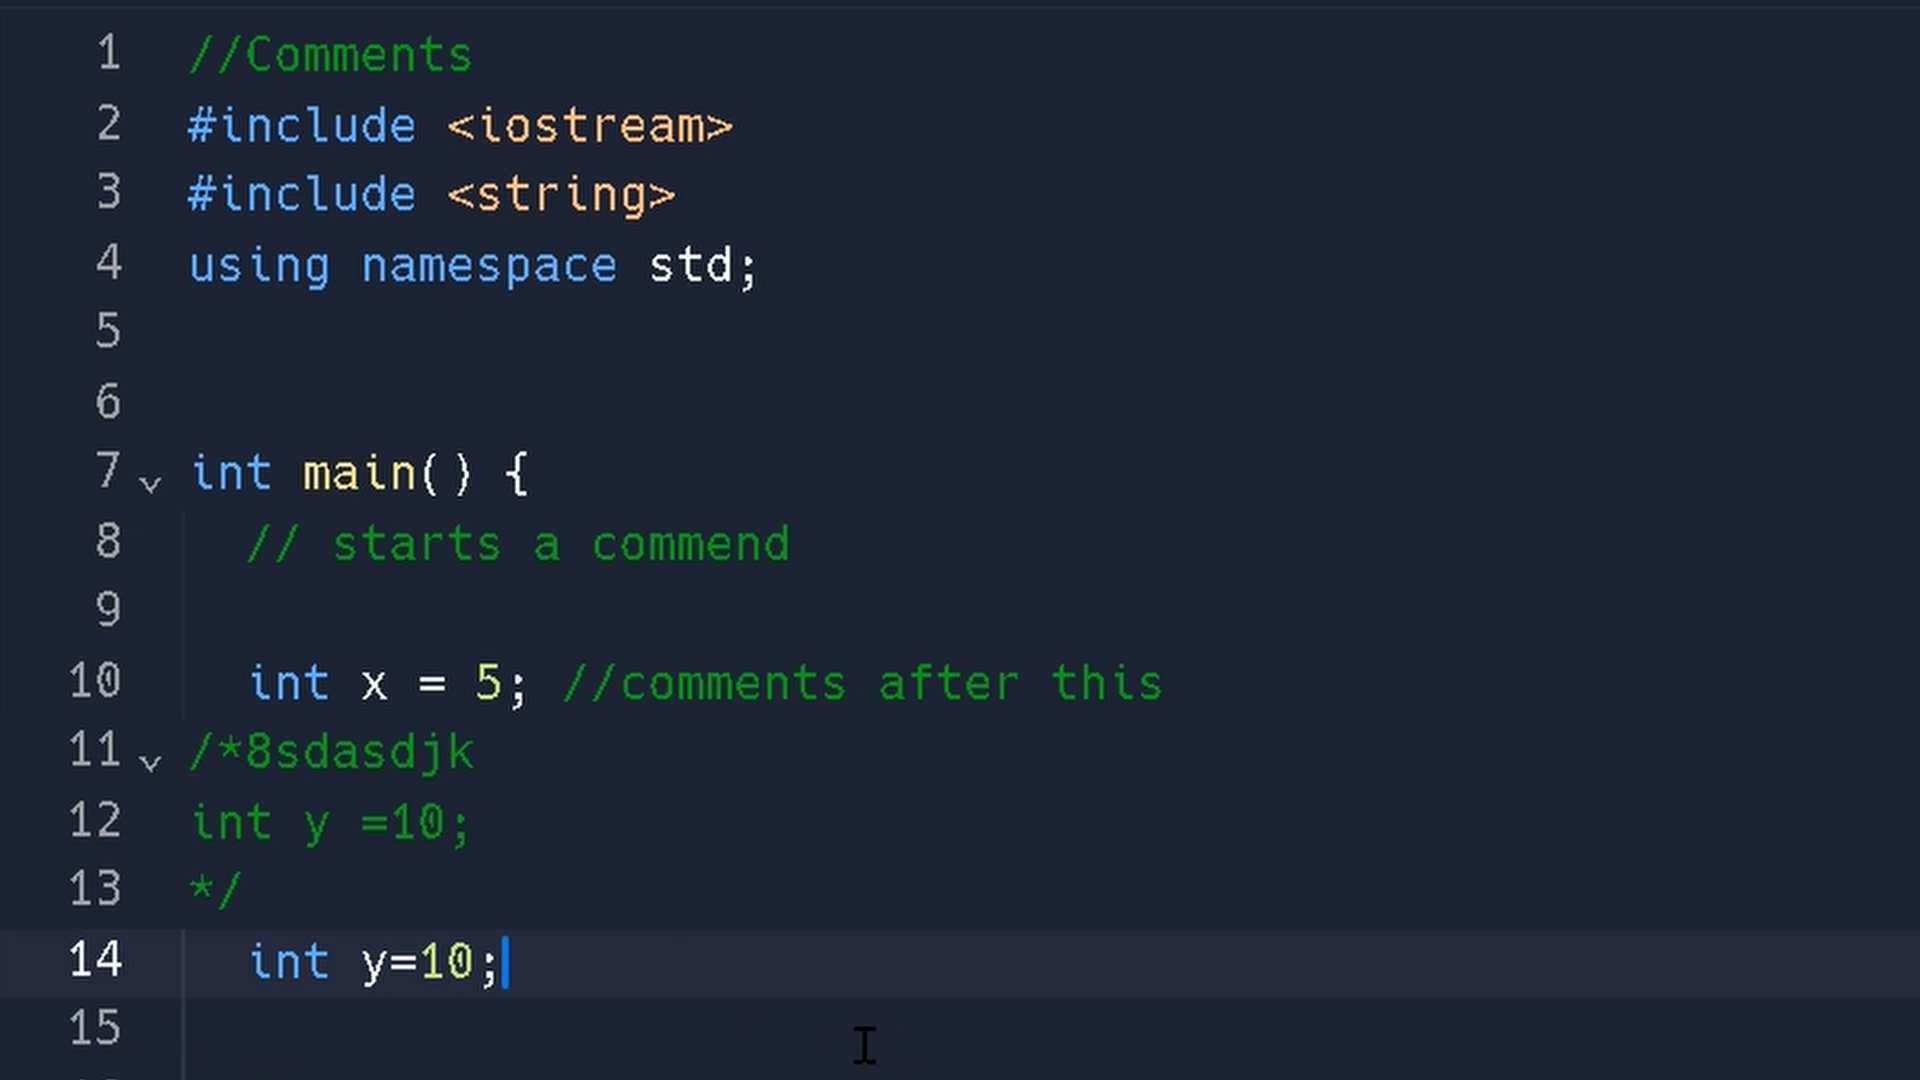 1 //Comments
2 #include <iostream>
3 #include <string>
4 using namespace std;
5
6
7 int main() {
8 // starts a commend
9
10 int x = 5; //comments after this
11 /*8sdasdjk
12 int y =10;
13 */
14 int y=10;
15